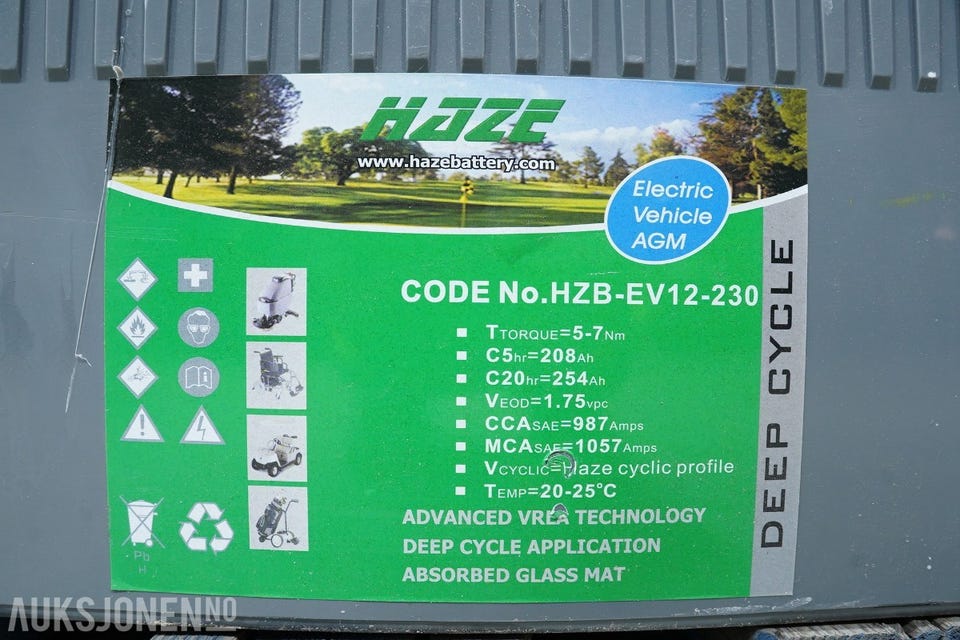 HAZE
www.hazebattery.com
Electric
Vehicle
AGM
CODE No.HZB-EV12-230
TTORQUE=5-7Nm
C5hr=208Ah
C20hr=254Ah
VEOD=1.75vpc
CCASAE=987Amps
MCASAE=1057Amps
VCYCLIC=Haze cyclic profile
TEMP=20-25°C
ADVANCED VRLA TECHNOLOGY
DEEP CYCLE APPLICATION
ABSORBED GLASS MAT
DEEP CYCLE
Pb
H
AUKSJONEN.NO